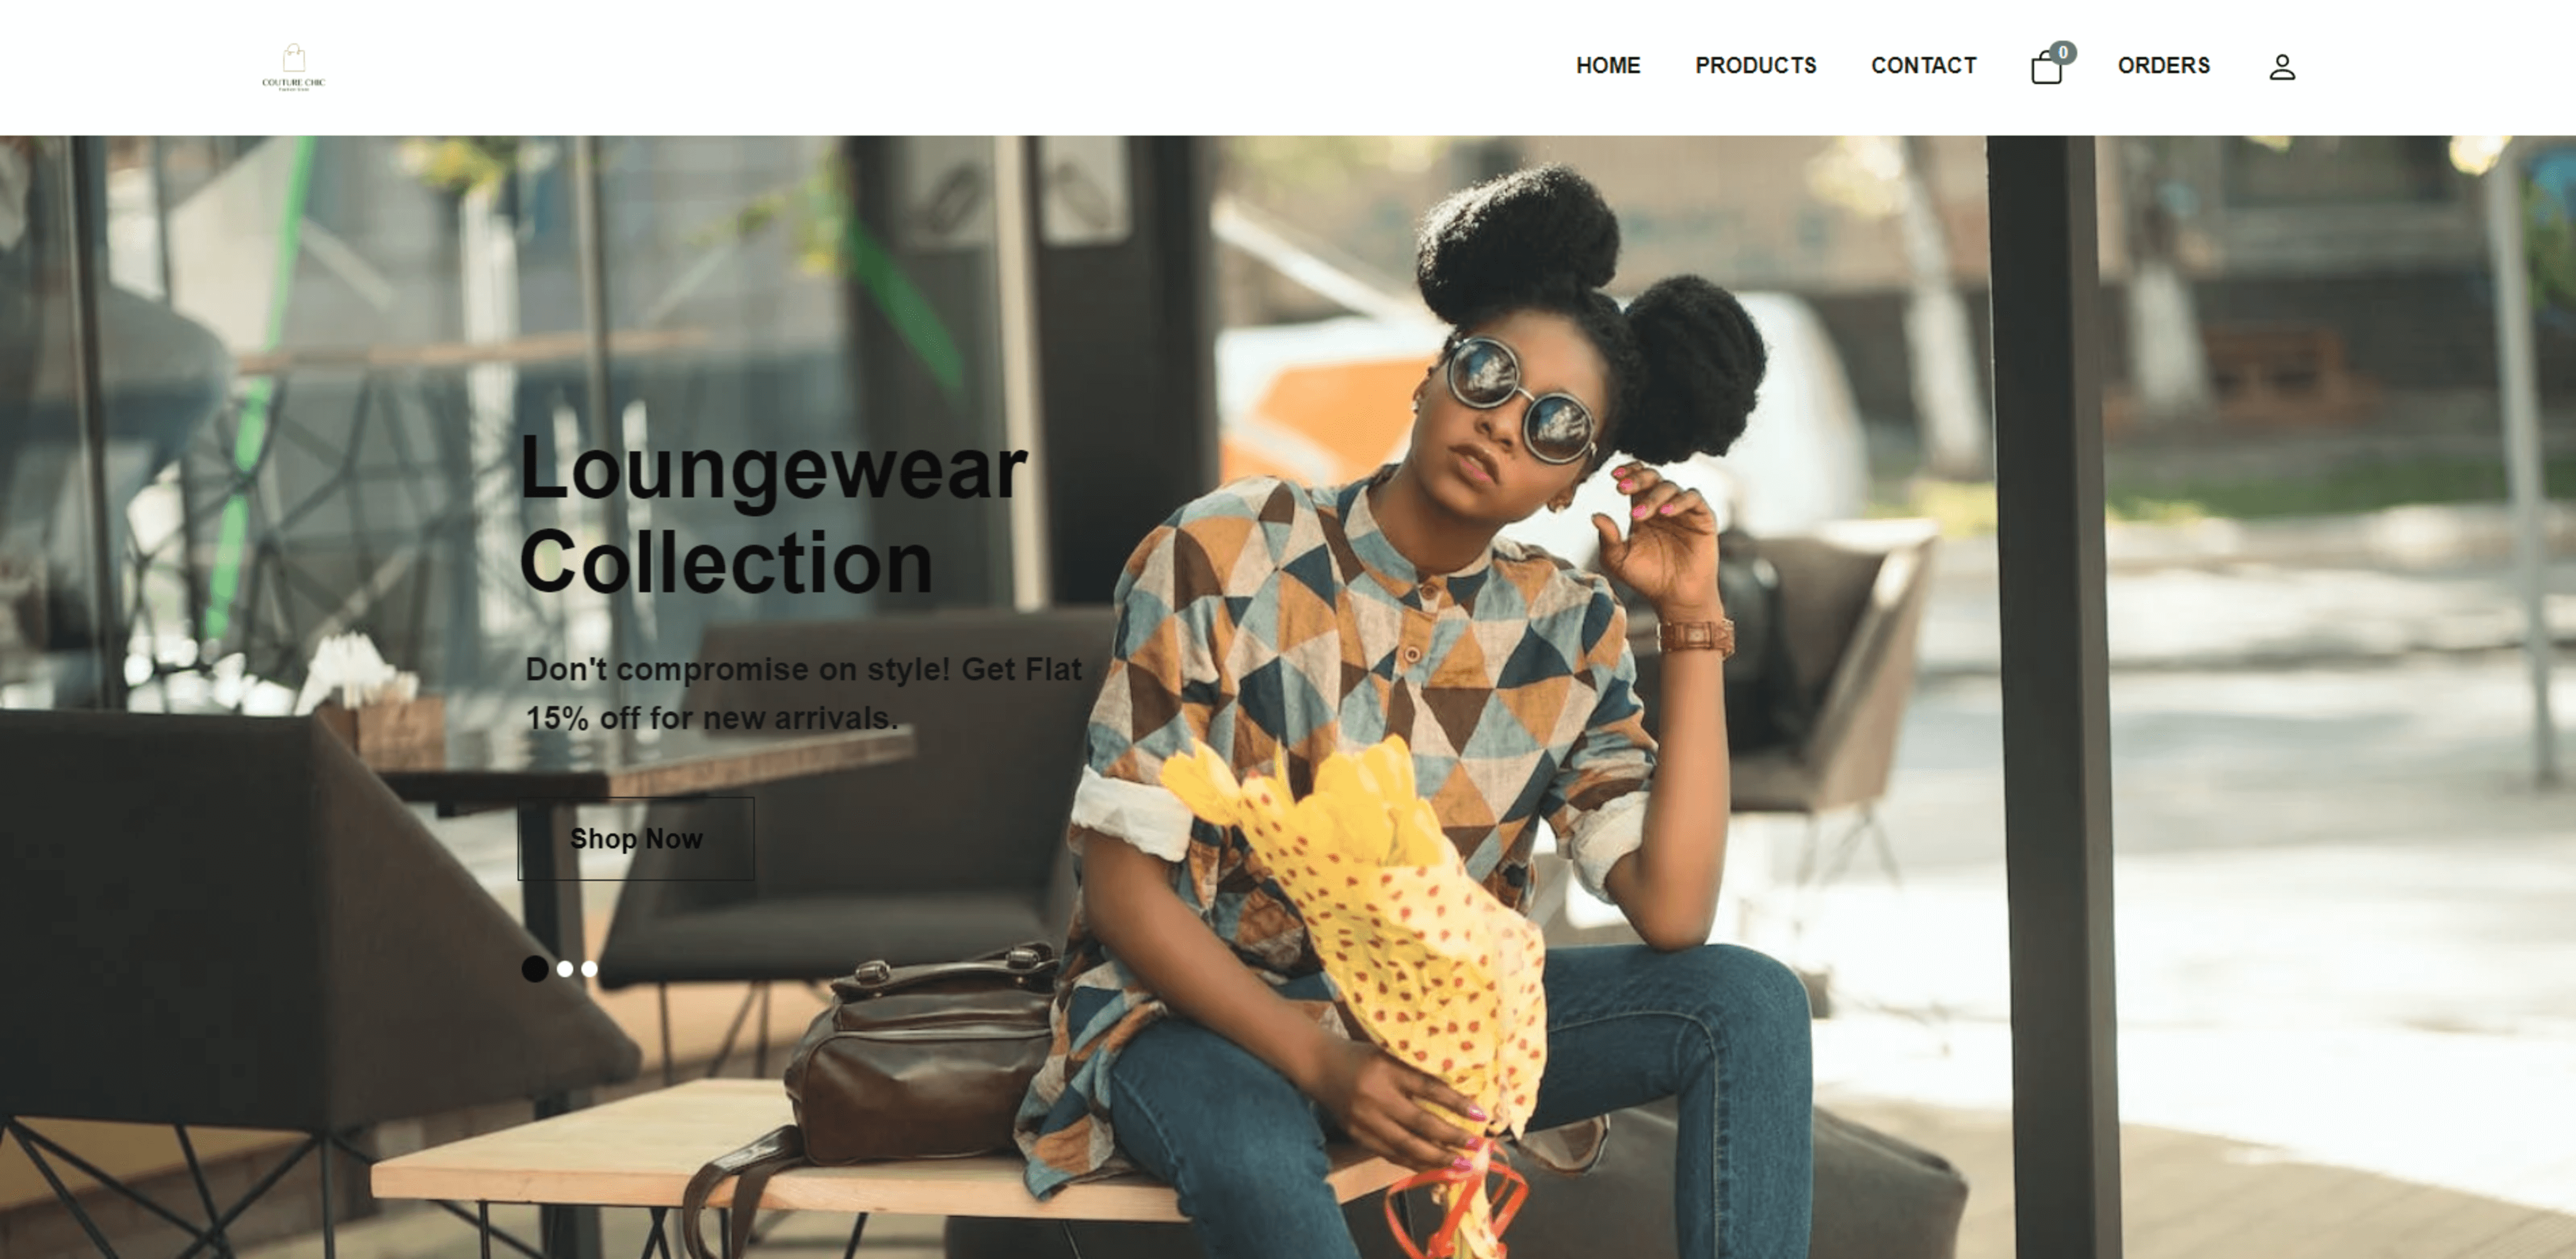 COUTURE CHIC
HOME PRODUCTS CONTACT 0 ORDERS
Loungewear
Collection
Don't compromise on style! Get Flat
15% off for new arrivals.
Shop Now